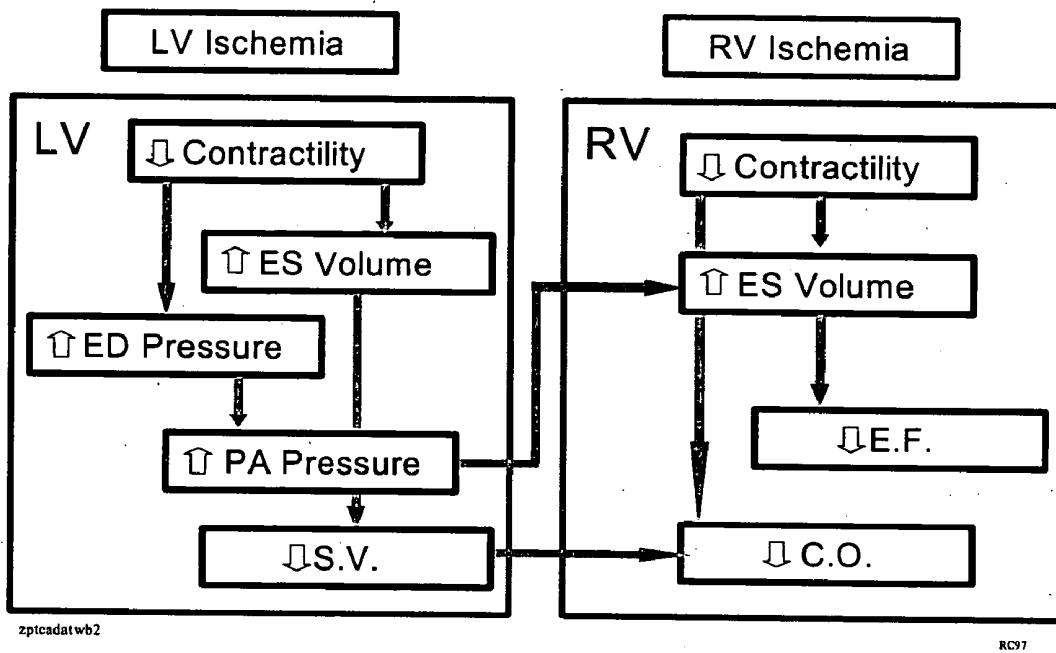 LV Ischemia
RV Ischemia
LV
⇩ Contractility
⇧ ES Volume
⇧ ED Pressure
⇧ PA Pressure
⇩ S.V.
RV
⇩ Contractility
⇧ ES Volume
⇩ E.F.
⇩ C.O.
zptcadatwb2
RC97